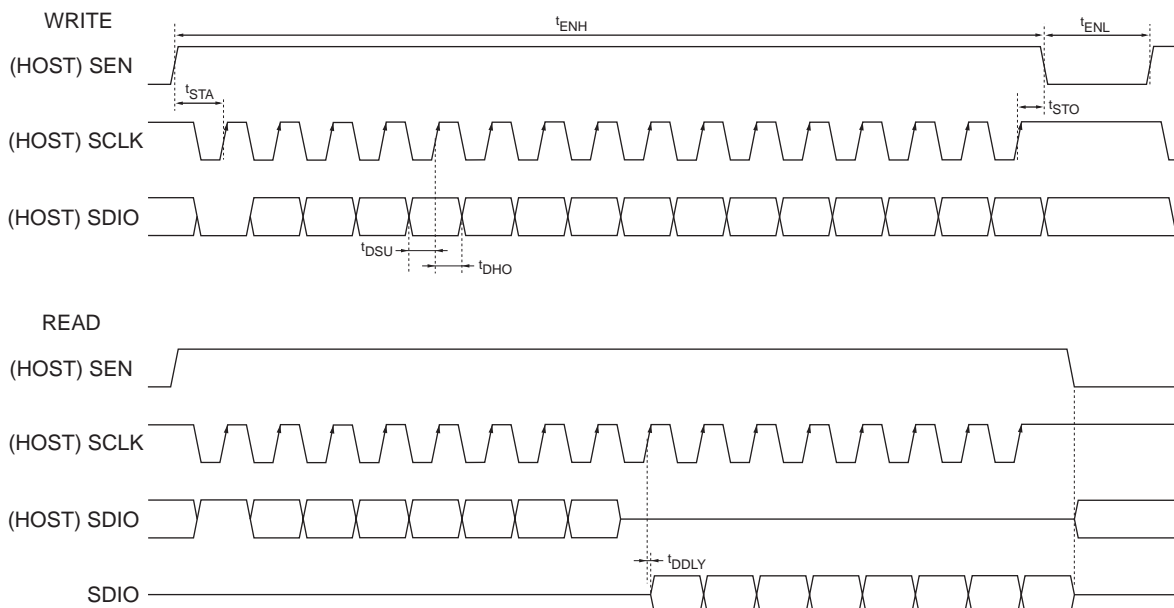 WRITE
tENH
tENL
(HOST) SEN
tSTA
tSTO
(HOST) SCLK
(HOST) SDIO
tDSU
tDHO
READ
(HOST) SEN
(HOST) SCLK
(HOST) SDIO
tDDLY
SDIO